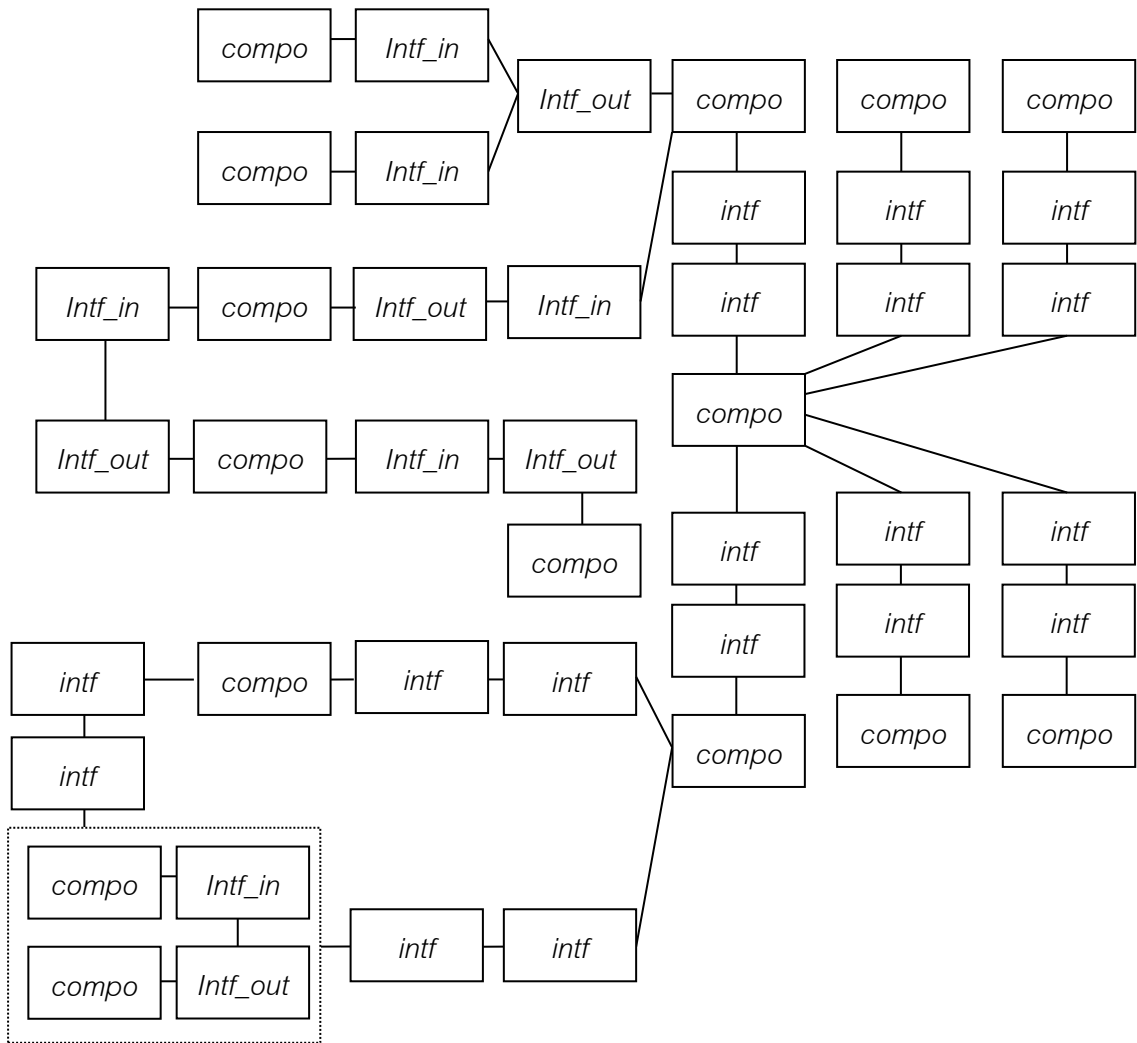 compo Intf_in
Intf_out compo compo compo
compo Intf_in
intf intf intf
Intf_in compo Intf_out Intf_in intf intf intf
compo
Intf_out compo Intf_in Intf_out
intf intf intf
compo
intf intf intf
intf compo intf intf
compo compo compo
intf
compo Intf_in
intf intf
compo Intf_out